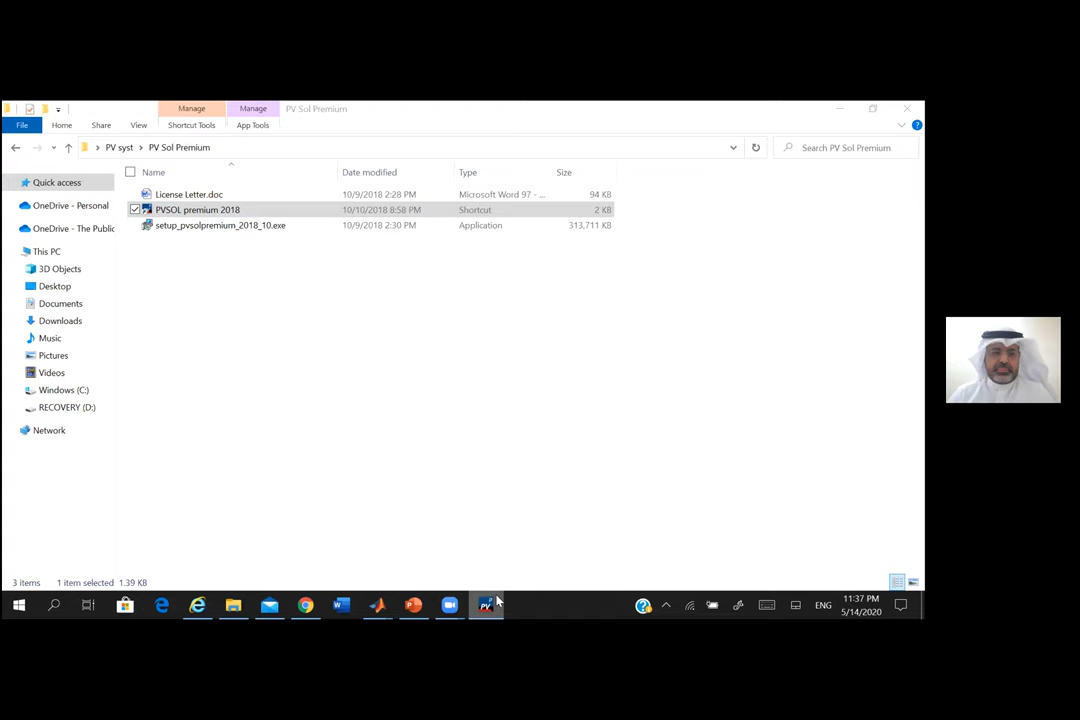 Manage
Manage
PV Sol Premium
File
Home
Share
View
Shortcut Tools
App Tools
PV syst
PV Sol Premium
Search PV Sol Premium
Name
Date modified
Type
Size
License Letter.doc
10/9/2018 2:28 PM
Microsoft Word 97 - ...
94 KB
PVSOL premium 2018
10/10/2018 8:58 PM
Shortcut
2 KB
setup_pvsolpremium_2018_10.exe
10/9/2018 2:30 PM
Application
313,711 KB
Quick access
OneDrive - Personal
OneDrive - The Public
This PC
3D Objects
Desktop
Documents
Downloads
Music
Pictures
Videos
Windows (C:)
RECOVERY (D:)
Network
3 items
1 item selected
1.39 KB
PV
ENG
11:37 PM
5/14/2020